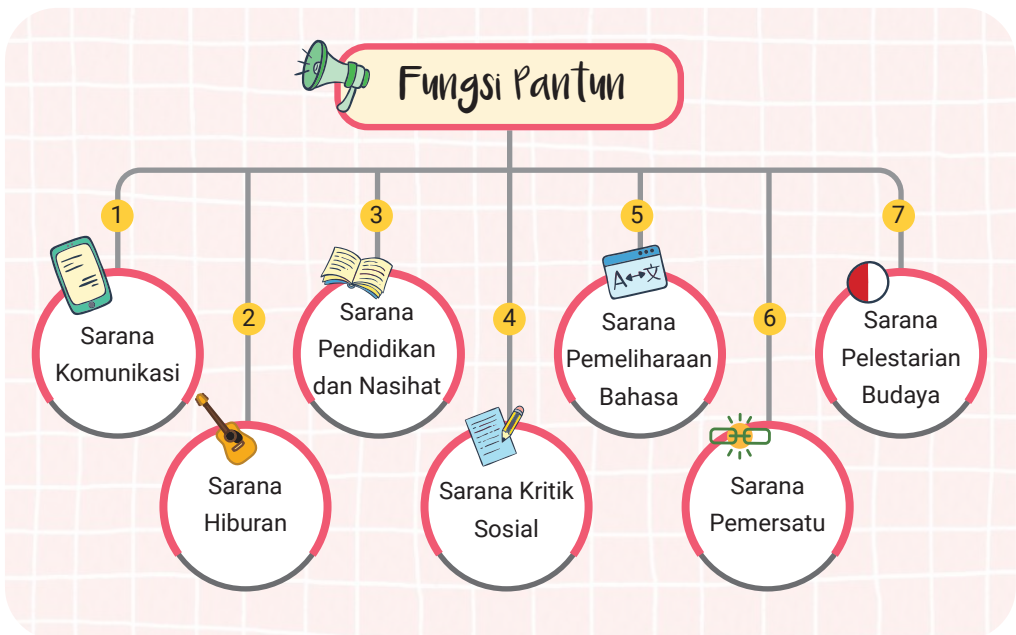 Fungsi Pantun
1
Sarana
Komunikasi
2
Sarana
Hiburan
3
Sarana
Pendidikan
dan Nasihat
4
Sarana Kritik
Sosial
5
A↔文
Sarana
Pemeliharaan
Bahasa
6
Sarana
Pemersatu
7
Sarana
Pelestarian
Budaya